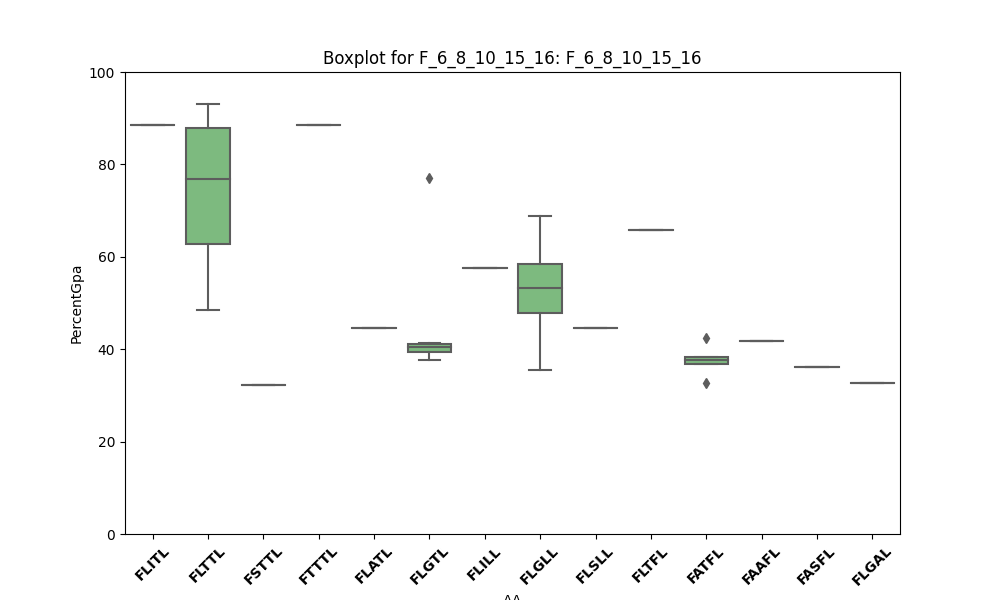 Boxplot for F_6_8_10_15_16: F_6_8_10_15_16
PercentGpa
100
80
60
40
20
0
FLITL
FLTTL
FSTTL
FTTTL
FLATL
FLGTL
FLILL
FLGLL
FLSLL
FLTFL
FATFL
FAAFL
FASFL
FLGAL
AA